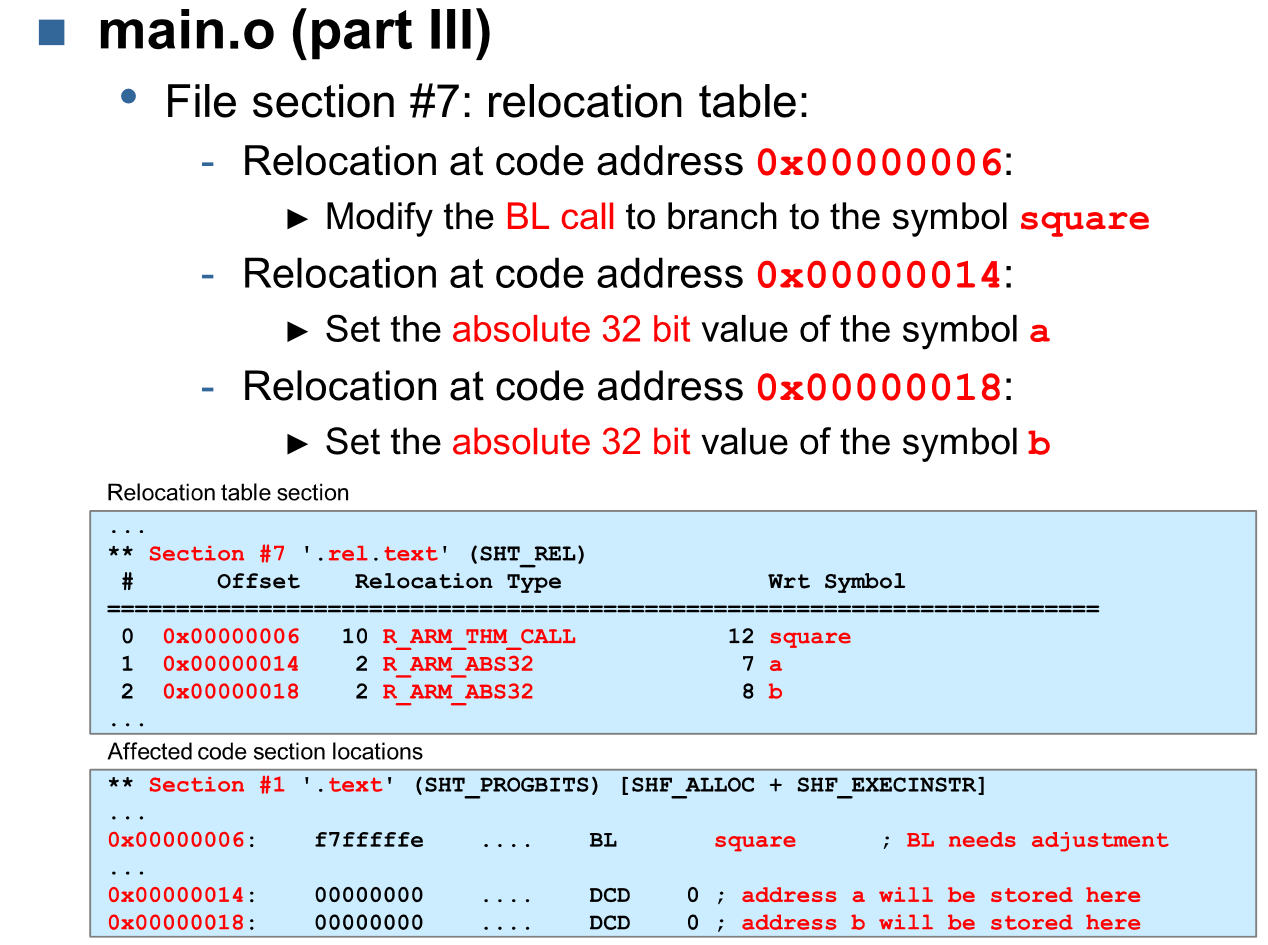 ■ main.o (part III)
• File section #7: relocation table:
- Relocation at code address 0x00000006:
► Modify the BL call to branch to the symbol square
- Relocation at code address 0x00000014:
► Set the absolute 32 bit value of the symbol a
- Relocation at code address 0x00000018:
► Set the absolute 32 bit value of the symbol b
Relocation table section
...
** Section #7 '.rel.text' (SHT_REL)
# Offset Relocation Type Wrt Symbol
========================================================================
0 0x00000006 10 R_ARM_THM_CALL 12 square
1 0x00000014 2 R_ARM_ABS32 7 a
2 0x00000018 2 R_ARM_ABS32 8 b
...
Affected code section locations
** Section #1 '.text' (SHT_PROGBITS) [SHF_ALLOC + SHF_EXECINSTR]
...
0x00000006: f7fffffe .... BL square ; BL needs adjustment
...
0x00000014: 00000000 .... DCD 0 ; address a will be stored here
0x00000018: 00000000 .... DCD 0 ; address b will be stored here